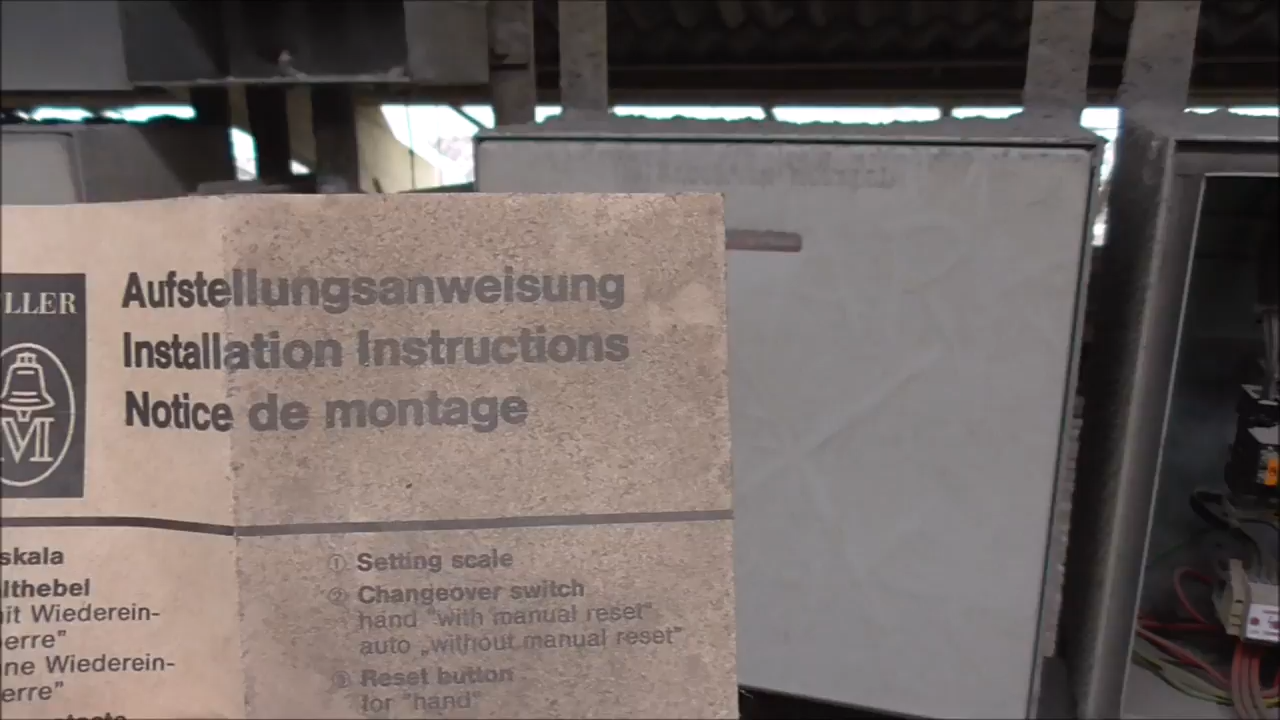 LLER
M
Aufstellungsanweisung
Installation Instructions
Notice de montage
skala
lthebel
it Wiederein-
erre"
ne Wiederein-
erre"
① Setting scale
② Changeover switch
hand "with manual reset"
auto „without manual reset"
③ Reset button
for "hand"